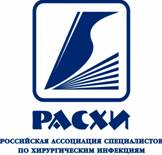 РАСХИ
РОССИЙСКАЯ АССОЦИАЦИЯ СПЕЦИАЛИСТОВ
ПО ХИРУРГИЧЕСКИМ ИНФЕКЦИЯМ